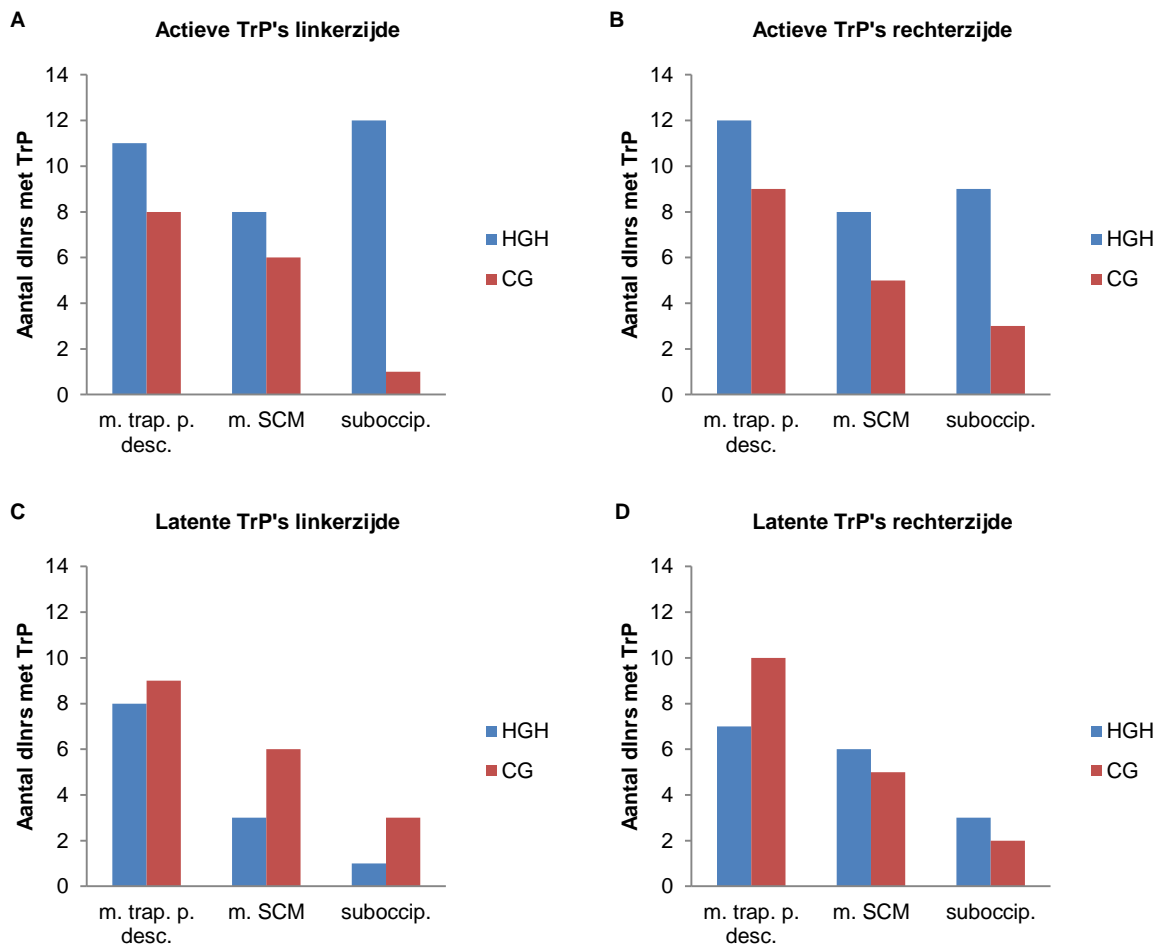 A
Actieve TrP's linkerzijde
Aantal dlnrs met TrP
14
12
10
8
6
4
2
0
m. trap. p.
desc.
m. SCM
suboccip.
HGH
CG
B
Actieve TrP's rechterzijde
Aantal dlnrs met TrP
14
12
10
8
6
4
2
0
m. trap. p.
desc.
m. SCM
suboccip.
HGH
CG
C
Latente TrP's linkerzijde
Aantal dlnrs met TrP
14
12
10
8
6
4
2
0
m. trap. p.
desc.
m. SCM
suboccip.
HGH
CG
D
Latente TrP's rechterzijde
Aantal dlnrs met TrP
14
12
10
8
6
4
2
0
m. trap. p.
desc.
m. SCM
suboccip.
HGH
CG